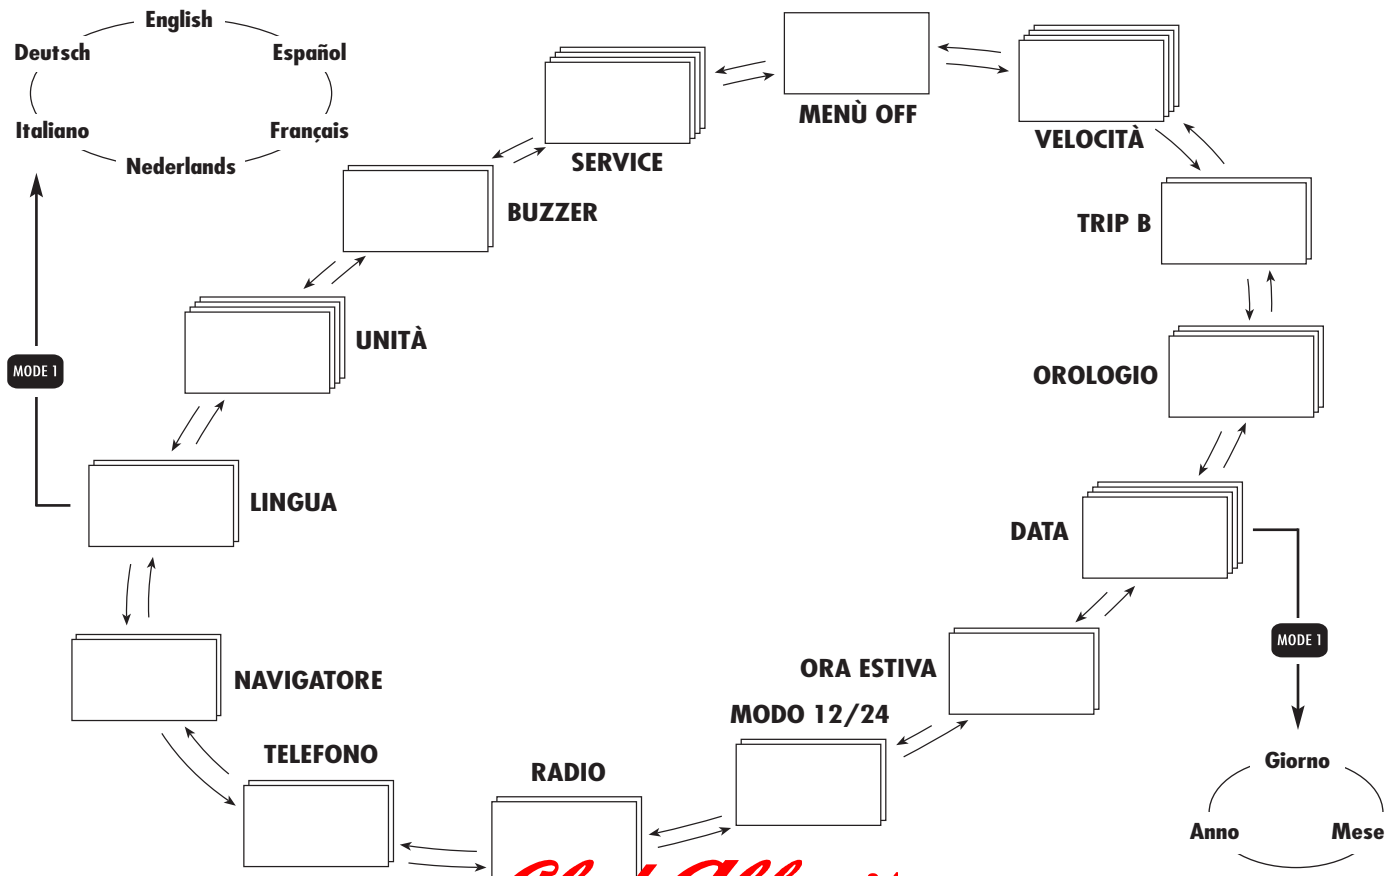 English
Deutsch
Español
Italiano
Français
Nederlands
MENÙ OFF
VELOCITÀ
SERVICE
BUZZER
TRIP B
UNITÀ
MODE 1
OROLOGIO
LINGUA
DATA
MODE 1
NAVIGATORE
ORA ESTIVA
MODO 12/24
TELEFONO
RADIO
Giorno
Anno
Mese